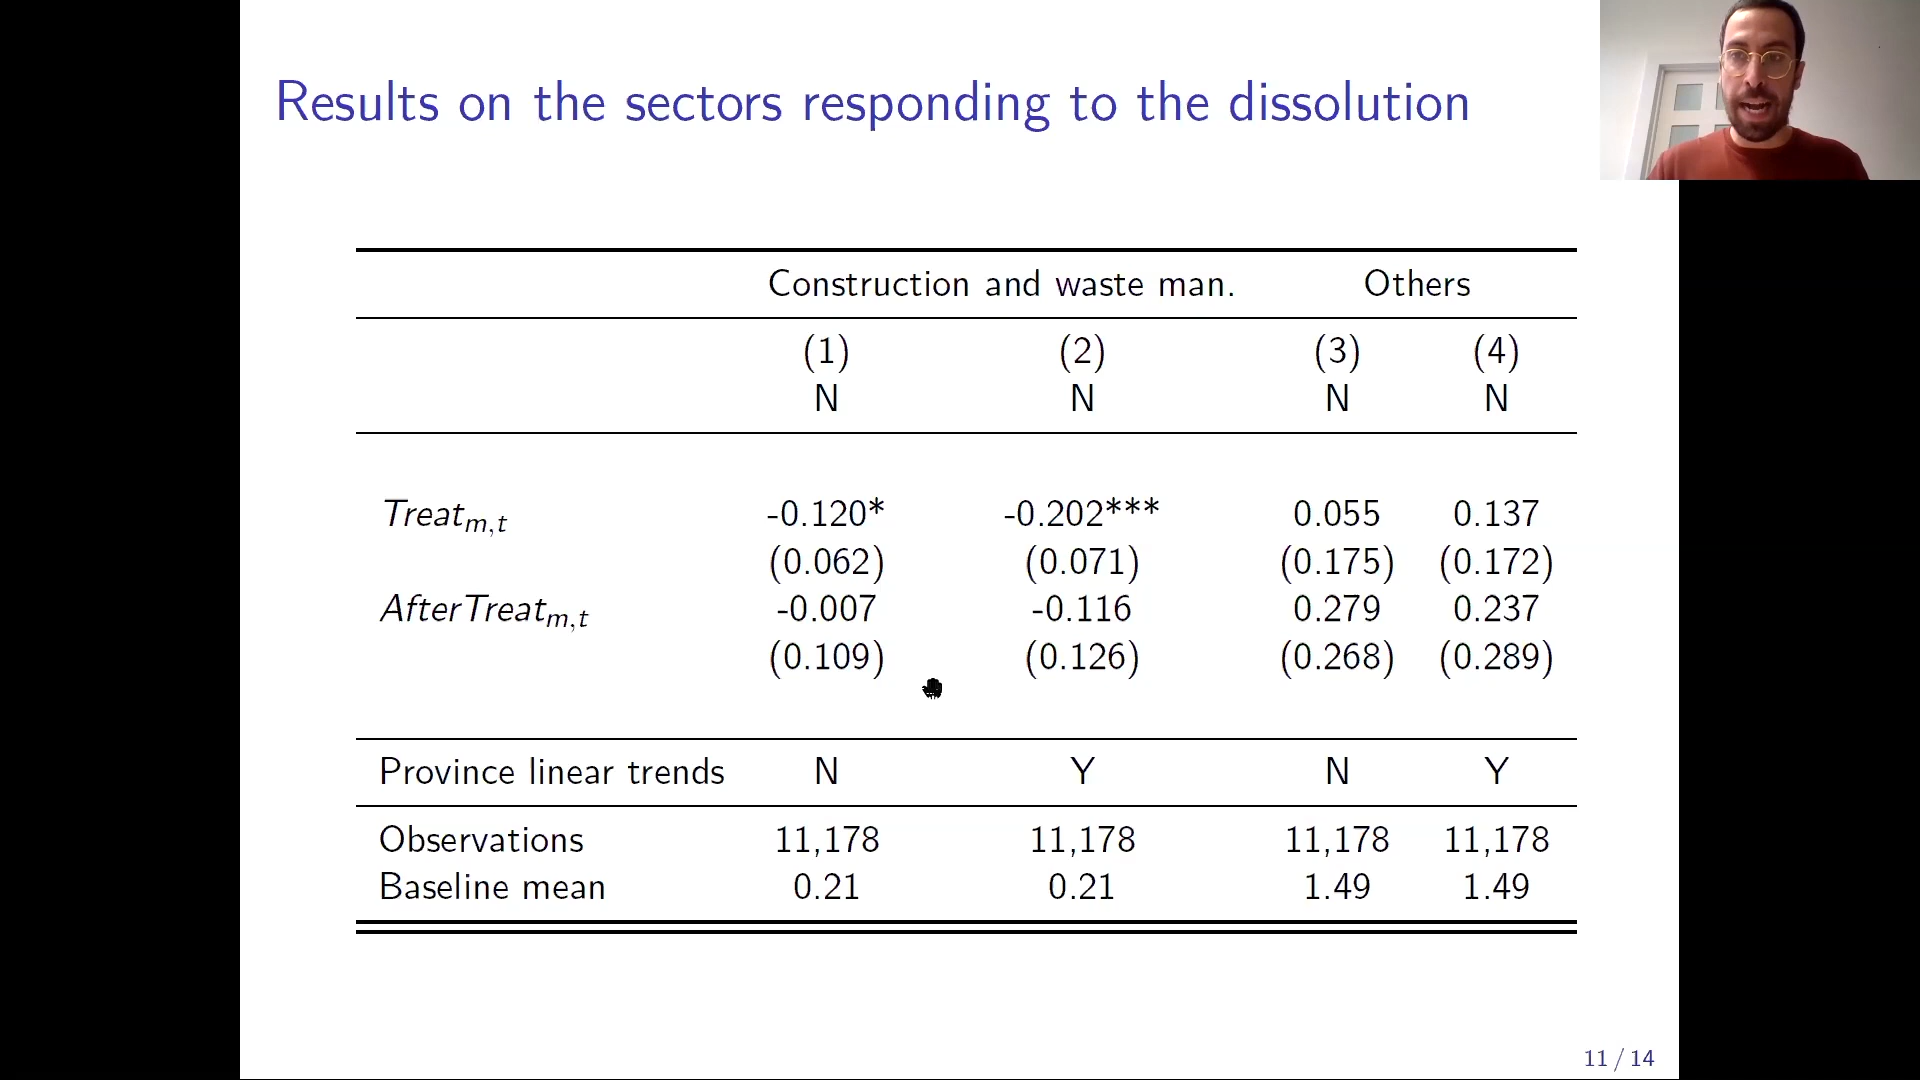 Results on the sectors responding to the dissolution
Construction and waste man. Others
(1) (2) (3) (4)
N N N N
Treat_{m,t} -0.120* -0.202*** 0.055 0.137
(0.062) (0.071) (0.175) (0.172)
AfterTreat_{m,t} -0.007 -0.116 0.279 0.237
(0.109) (0.126) (0.268) (0.289)
Province linear trends N Y N Y
Observations 11,178 11,178 11,178 11,178
Baseline mean 0.21 0.21 1.49 1.49
11 / 14